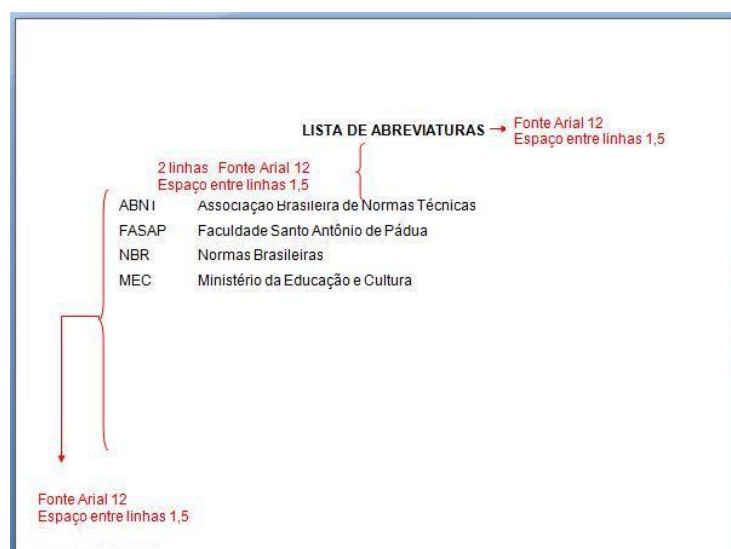 LISTA DE ABREVIATURAS
Fonte Arial 12
Espaço entre linhas 1,5
2 linhas Fonte Arial 12
Espaço entre linhas 1,5
ABNT Associação Brasileira de Normas Técnicas
FASAP Faculdade Santo Antônio de Pádua
NBR Normas Brasileiras
MEC Ministério da Educação e Cultura
Fonte Arial 12
Espaço entre linhas 1,5